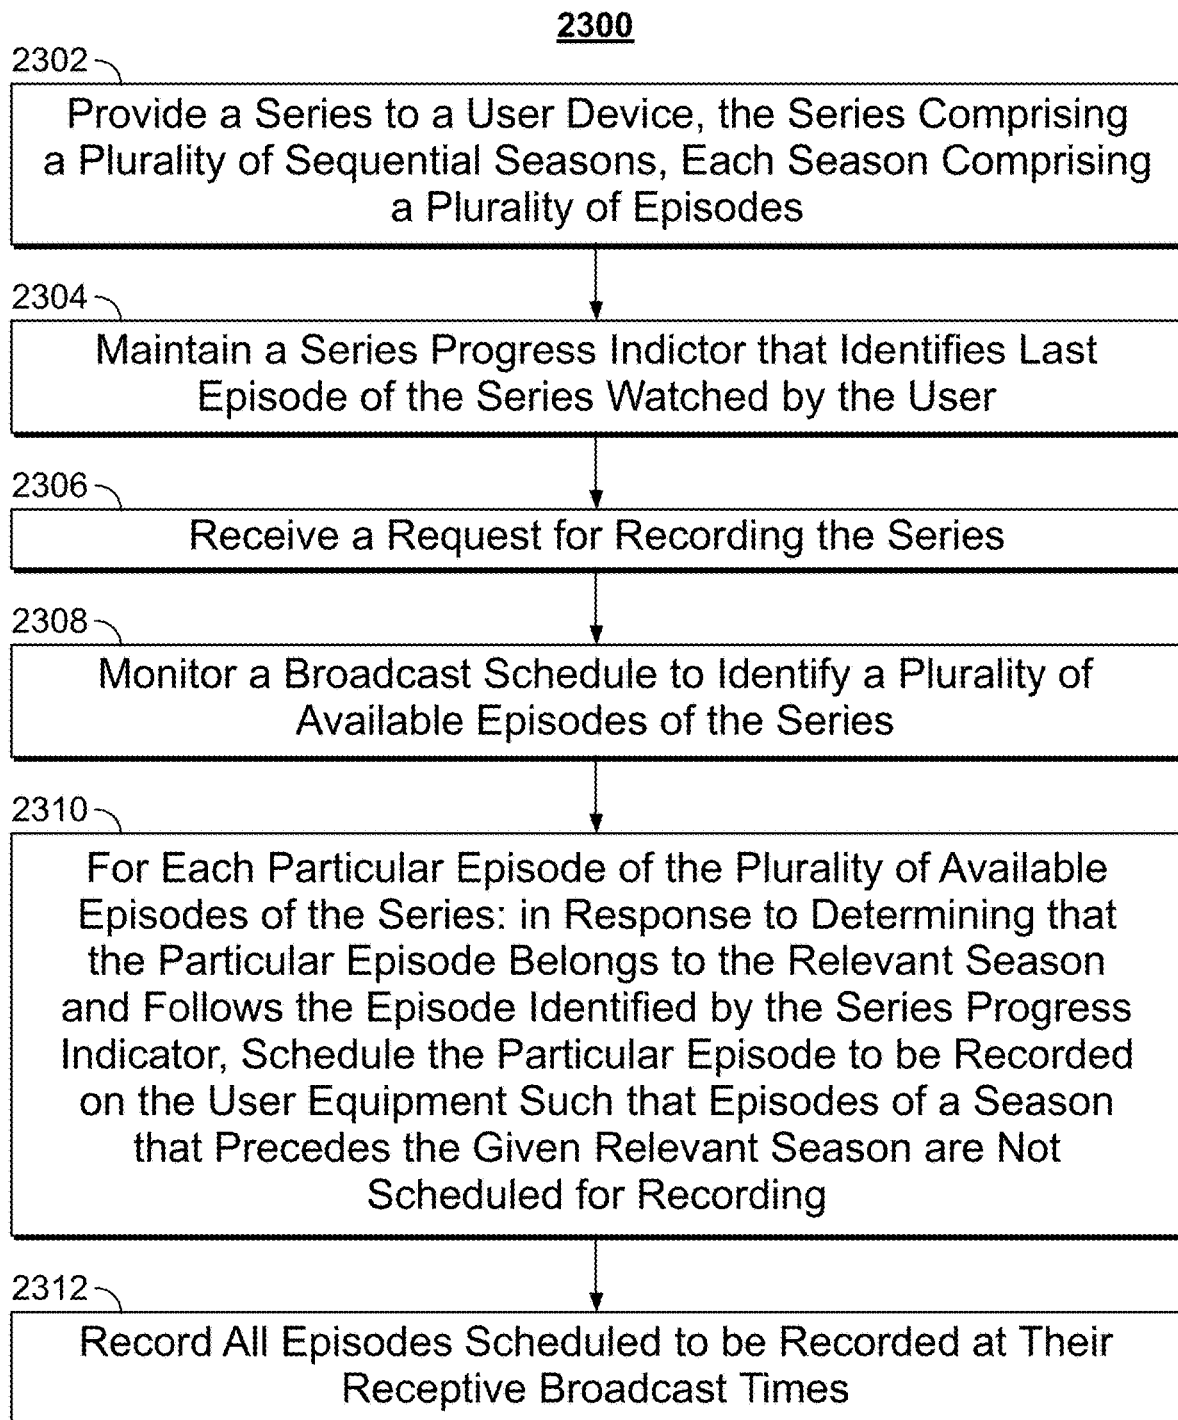 2300
2302
Provide a Series to a User Device, the Series Comprising
a Plurality of Sequential Seasons, Each Season Comprising
a Plurality of Episodes
2304
Maintain a Series Progress Indictor that Identifies Last
Episode of the Series Watched by the User
2306
Receive a Request for Recording the Series
2308
Monitor a Broadcast Schedule to Identify a Plurality of
Available Episodes of the Series
2310
For Each Particular Episode of the Plurality of Available
Episodes of the Series: in Response to Determining that
the Particular Episode Belongs to the Relevant Season
and Follows the Episode Identified by the Series Progress
Indicator, Schedule the Particular Episode to be Recorded
on the User Equipment Such that Episodes of a Season
that Precedes the Given Relevant Season are Not
Scheduled for Recording
2312
Record All Episodes Scheduled to be Recorded at Their
Receptive Broadcast Times